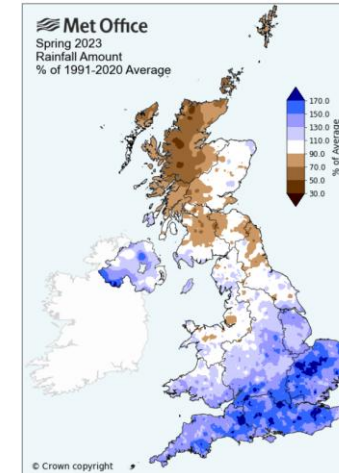 Met Office
Spring 2023
Rainfall Amount
% of 1991-2020 Average
170.0
150.0
130.0
110.0
90.0
70.0
50.0
30.0
% of Average
© Crown copyright